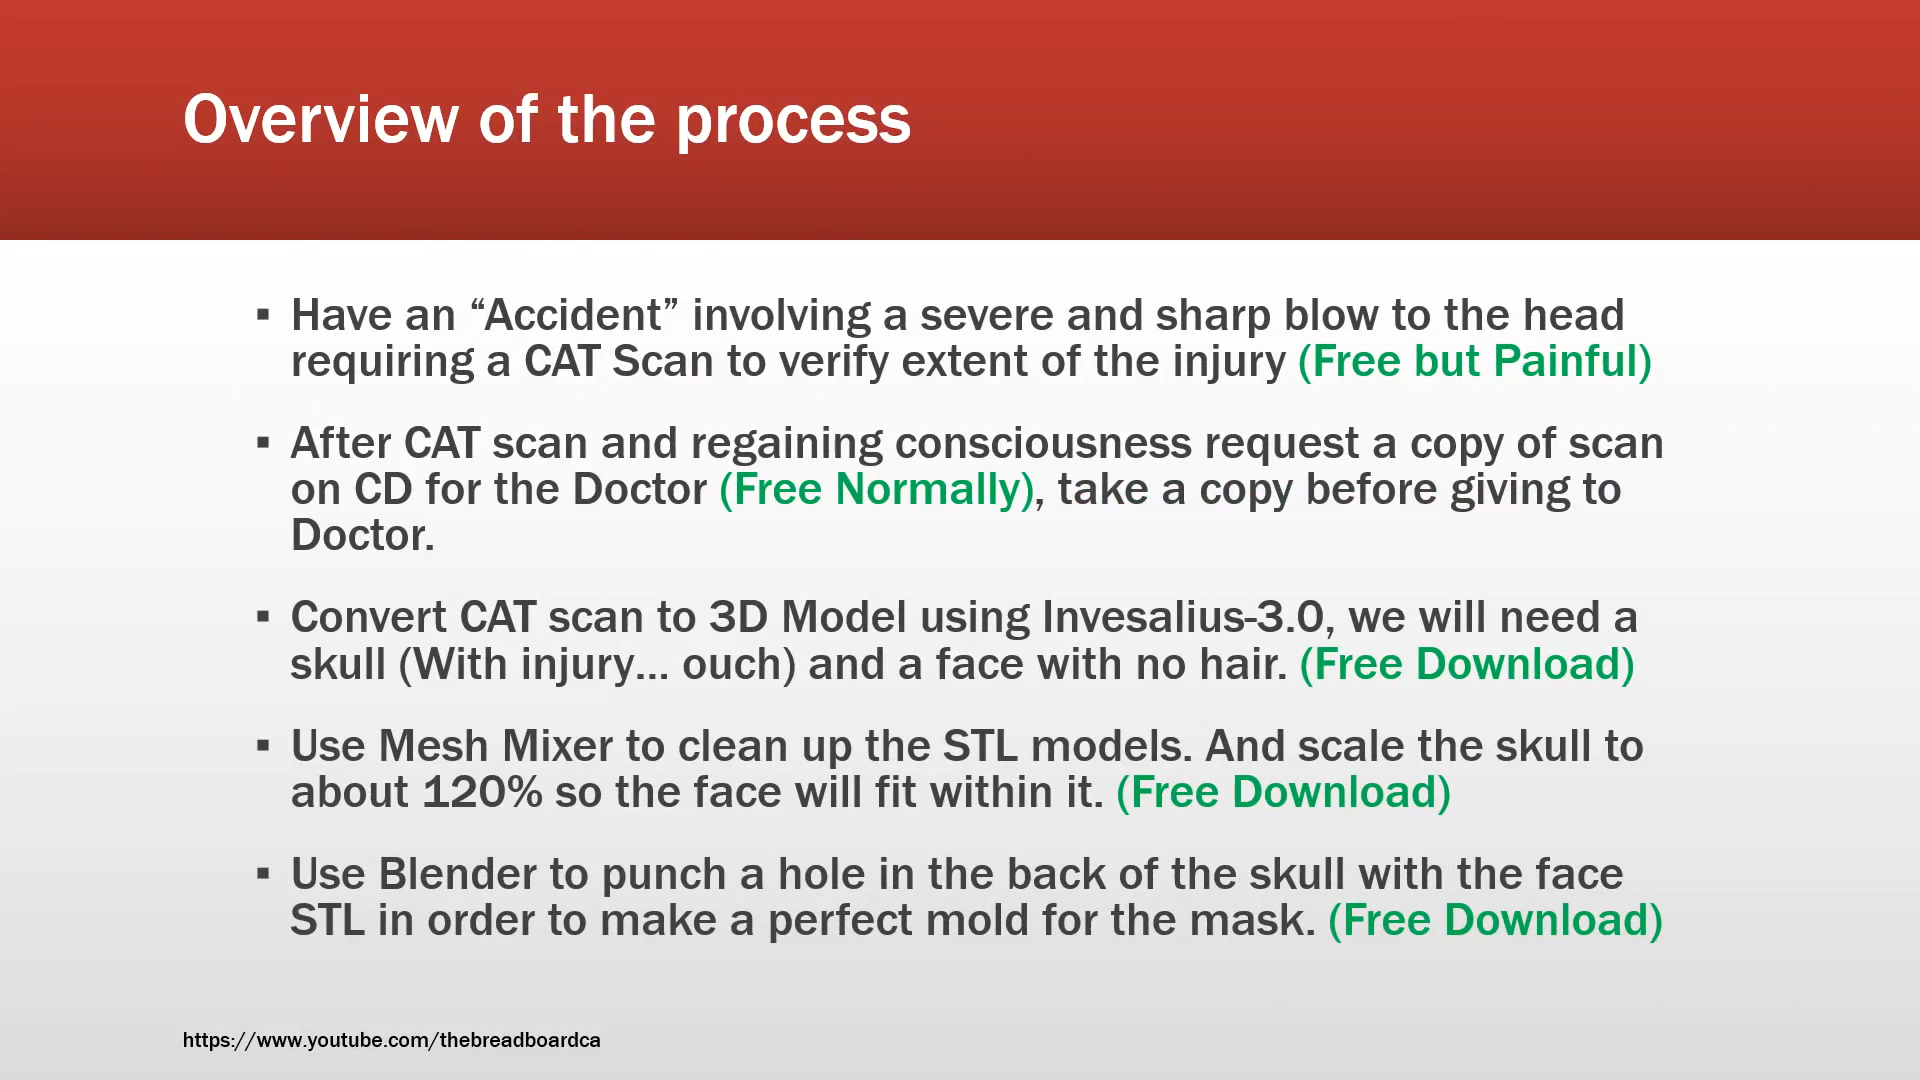 Overview of the process
▪ Have an “Accident” involving a severe and sharp blow to the head
requiring a CAT Scan to verify extent of the injury (Free but Painful)
▪ After CAT scan and regaining consciousness request a copy of scan
on CD for the Doctor (Free Normally), take a copy before giving to
Doctor.
▪ Convert CAT scan to 3D Model using Invesalius-3.0, we will need a
skull (With injury... ouch) and a face with no hair. (Free Download)
▪ Use Mesh Mixer to clean up the STL models. And scale the skull to
about 120% so the face will fit within it. (Free Download)
▪ Use Blender to punch a hole in the back of the skull with the face
STL in order to make a perfect mold for the mask. (Free Download)
https://www.youtube.com/thebreadboardca